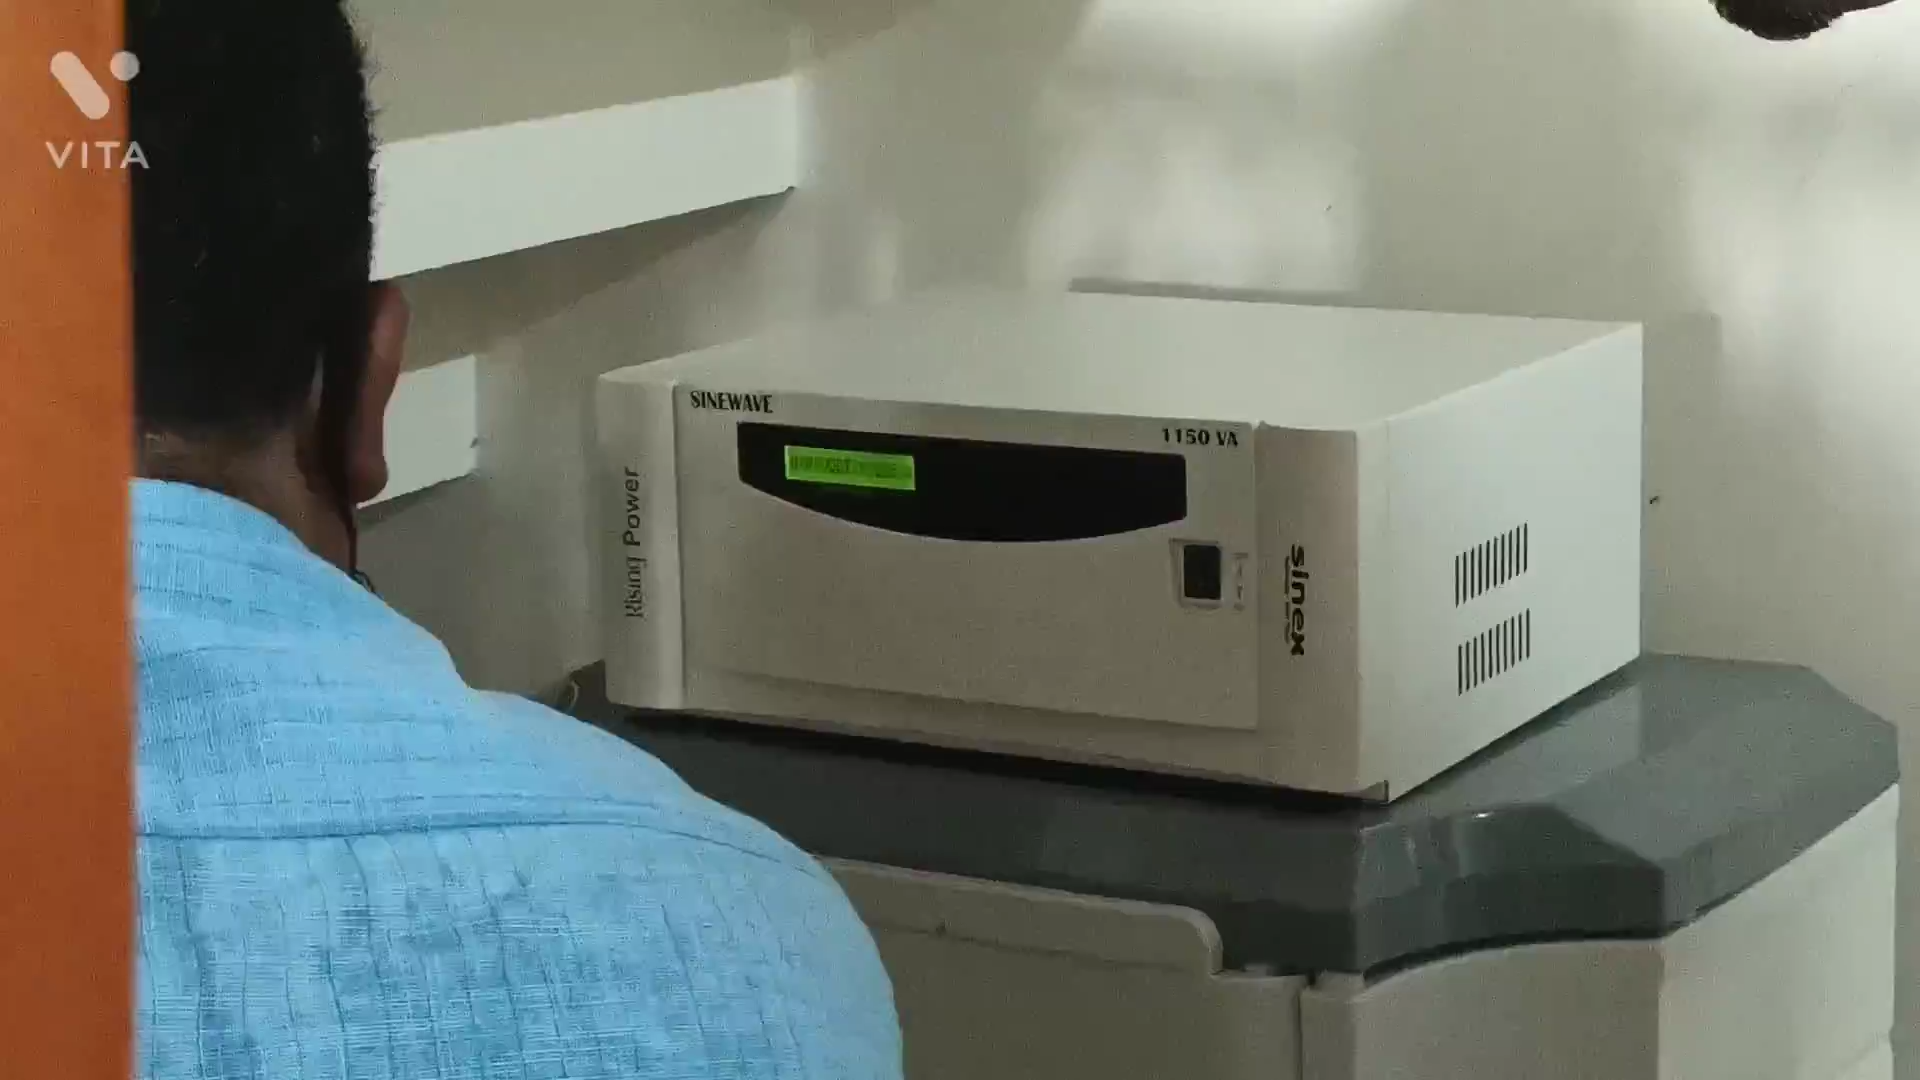 VITA
SINEWAVE
1150 VA
Rising Power
sinex